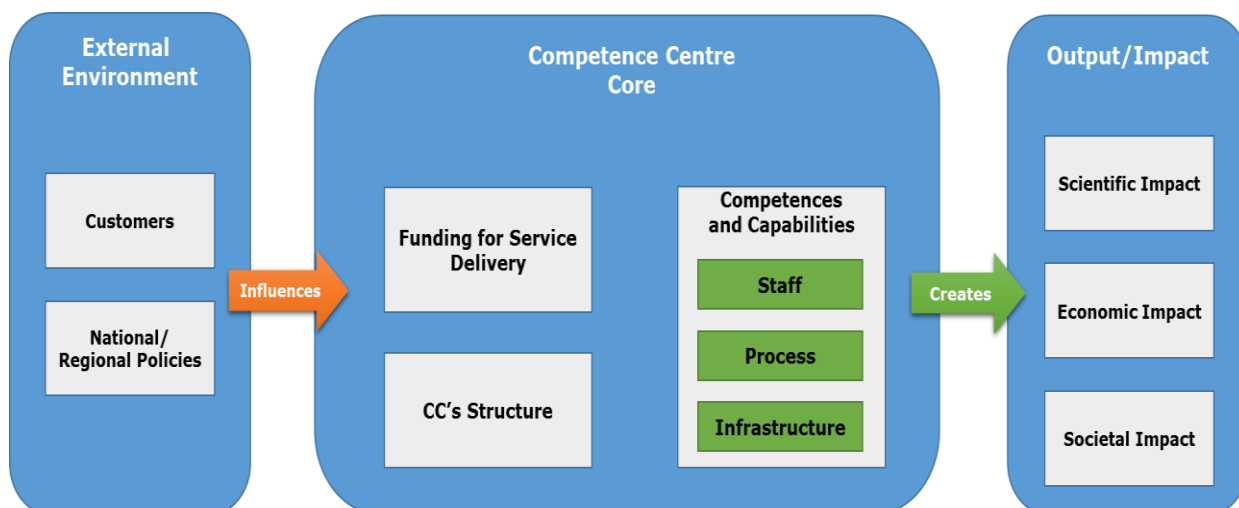 External
Environment
Customers
National/
Regional Policies
Influences
Competence Centre
Core
Funding for Service
Delivery
CC’s Structure
Competences
and Capabilities
Staff
Process
Infrastructure
Creates
Output/Impact
Scientific Impact
Economic Impact
Societal Impact